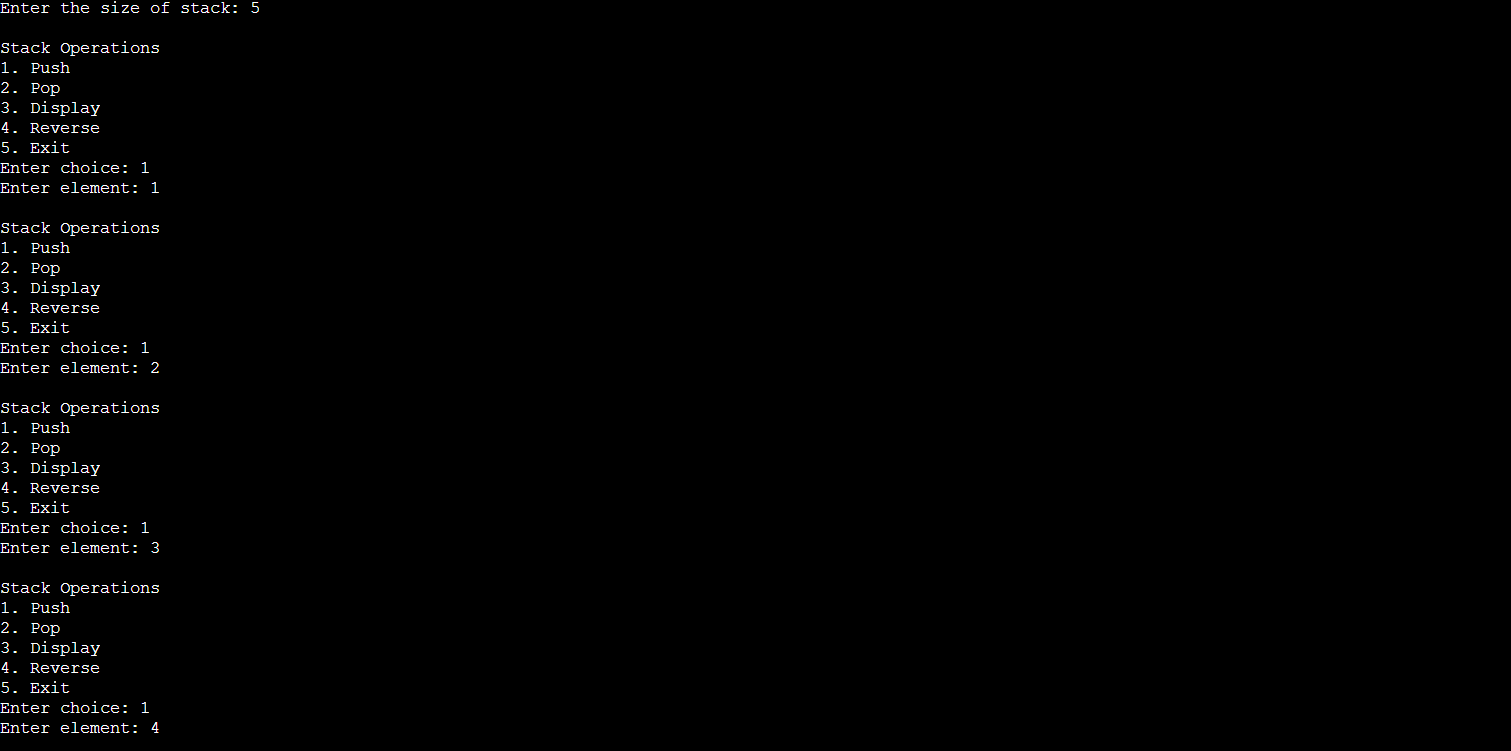 Enter the size of stack: 5
Stack Operations
1. Push
2. Pop
3. Display
4. Reverse
5. Exit
Enter choice: 1
Enter element: 1
Stack Operations
1. Push
2. Pop
3. Display
4. Reverse
5. Exit
Enter choice: 1
Enter element: 2
Stack Operations
1. Push
2. Pop
3. Display
4. Reverse
5. Exit
Enter choice: 1
Enter element: 3
Stack Operations
1. Push
2. Pop
3. Display
4. Reverse
5. Exit
Enter choice: 1
Enter element: 4